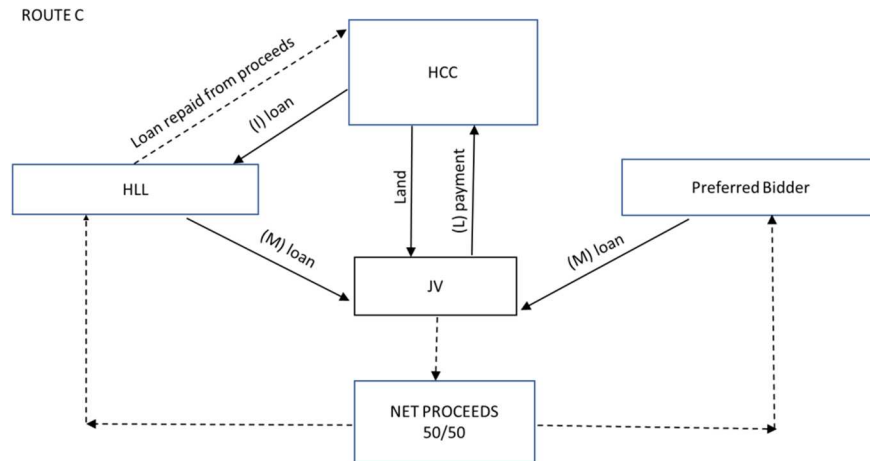 ROUTE C
HCC
Loan repaid from proceeds
(I) loan
Land
(L) payment
HLL
Preferred Bidder
(M) loan
(M) loan
JV
NET PROCEEDS
50/50